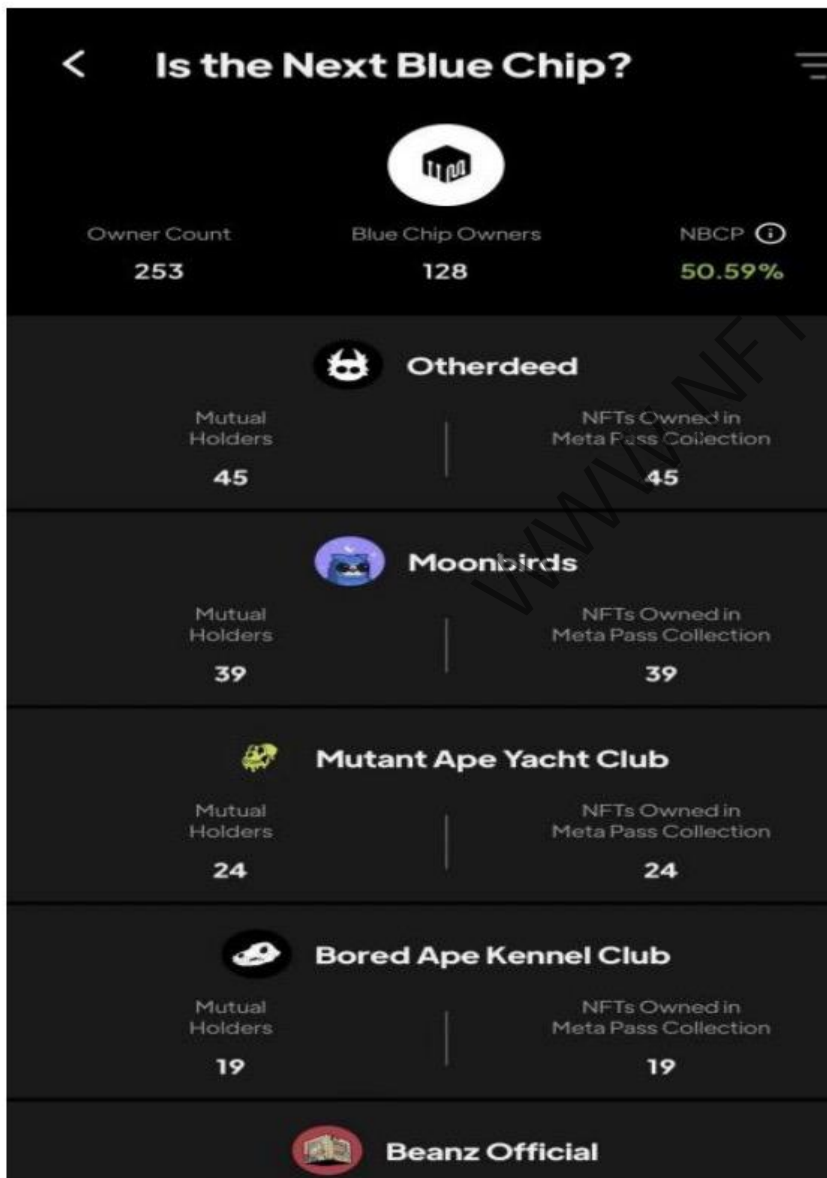 Is the Next Blue Chip?
Owner Count
Blue Chip Owners
NBCP
253
128
50.59%
Otherdeed
Mutual
Holders
NFTs Owned in
Meta Pass Collection
45
45
Moonbirds
Mutual
Holders
NFTs Owned in
Meta Pass Collection
39
39
Mutant Ape Yacht Club
Mutual
Holders
NFTs Owned in
Meta Pass Collection
24
24
Bored Ape Kennel Club
Mutual
Holders
NFTs Owned in
Meta Pass Collection
19
19
Beanz Official
WWW.NFT